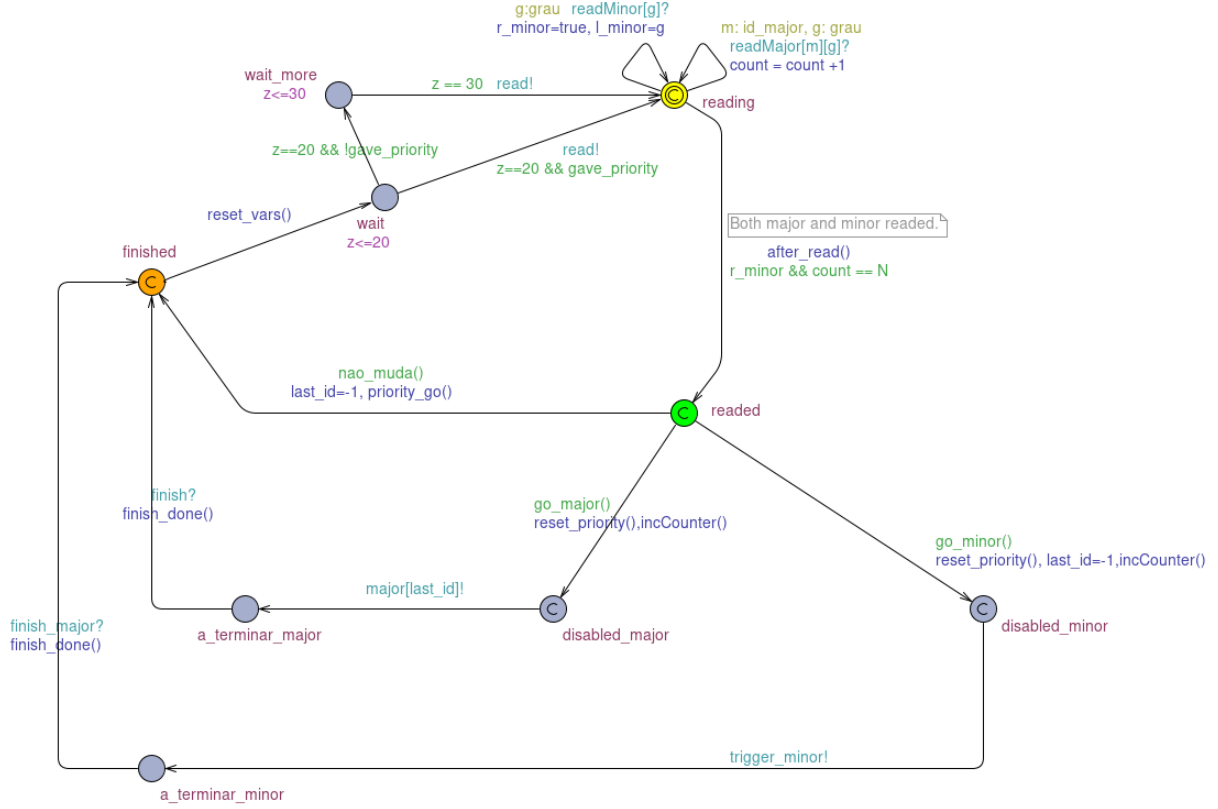 g:grau readMinor[g]?
r_minor=true, l_minor=g
m: id_major, g: grau
readMajor[m][g]?
count = count +1
wait_more
z<=30
z == 30 read!
reading
z==20 && !gave_priority
read!
z==20 && gave_priority
reset_vars()
wait
z<=20
finished
Both major and minor readed.
after_read()
r_minor && count == N
nao_muda()
last_id=-1, priority_go()
readed
finish?
finish_done()
go_major()
reset_priority(),incCounter()
go_minor()
reset_priority(), last_id=-1,incCounter()
major[last_id]!
a_terminar_major
disabled_major
disabled_minor
finish_major?
finish_done()
trigger_minor!
a_terminar_minor